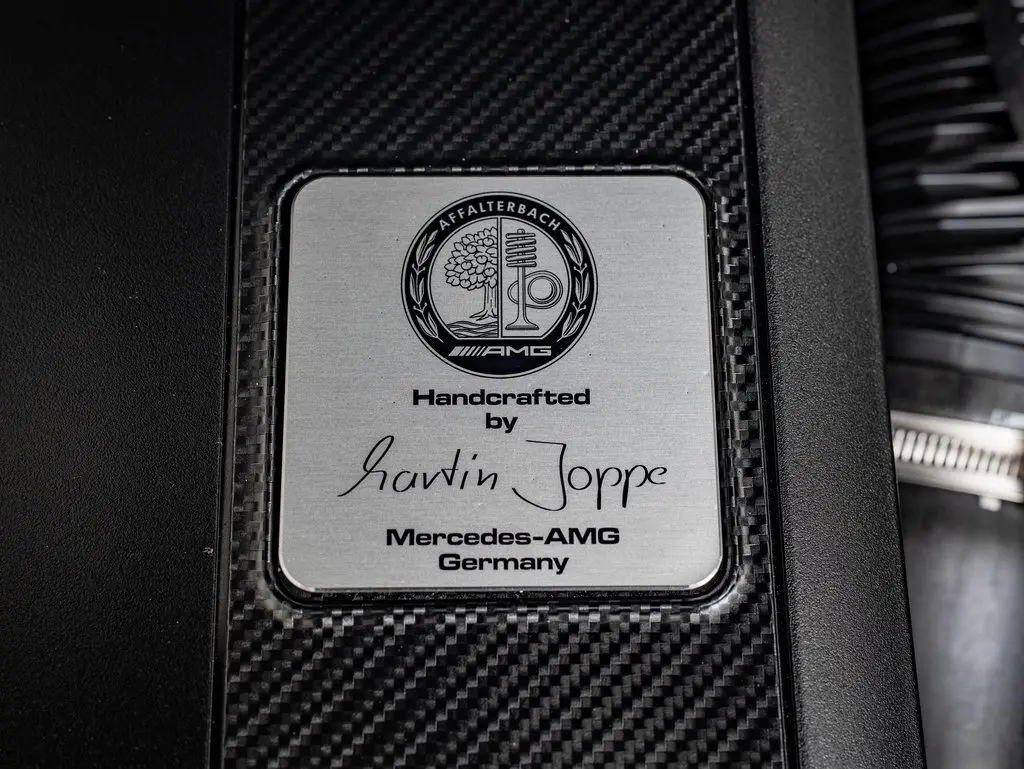 AFFALTERBACH
AMG
Handcrafted
by
Martin Joppe
Mercedes-AMG
Germany